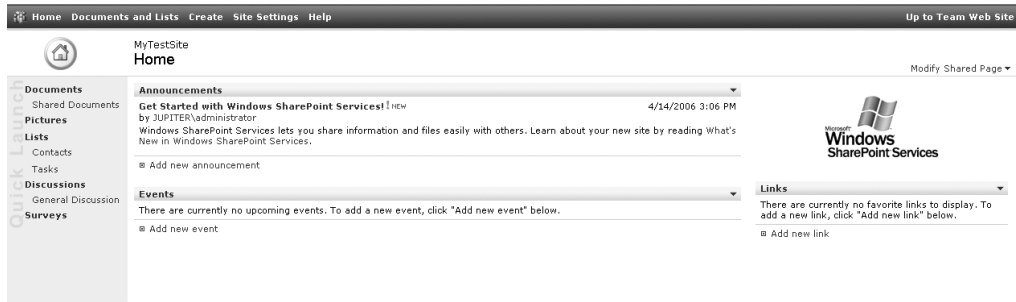 Home Documents and Lists Create Site Settings Help
Up to Team Web Site
MyTestSite
Home
Modify Shared Page
Quick Launch
Documents
Shared Documents
Pictures
Lists
Contacts
Tasks
Discussions
General Discussion
Surveys
Announcements
Get Started with Windows SharePoint Services! ! NEW
4/14/2006 3:06 PM
by JUPITER\administrator
Windows SharePoint Services lets you share information and files easily with others. Learn about your new site by reading What's
New in Windows SharePoint Services.
Add new announcement
Events
There are currently no upcoming events. To add a new event, click "Add new event" below.
Add new event
Microsoft
Windows
SharePoint Services
Links
There are currently no favorite links to display. To
add a new link, click "Add new link" below.
Add new link